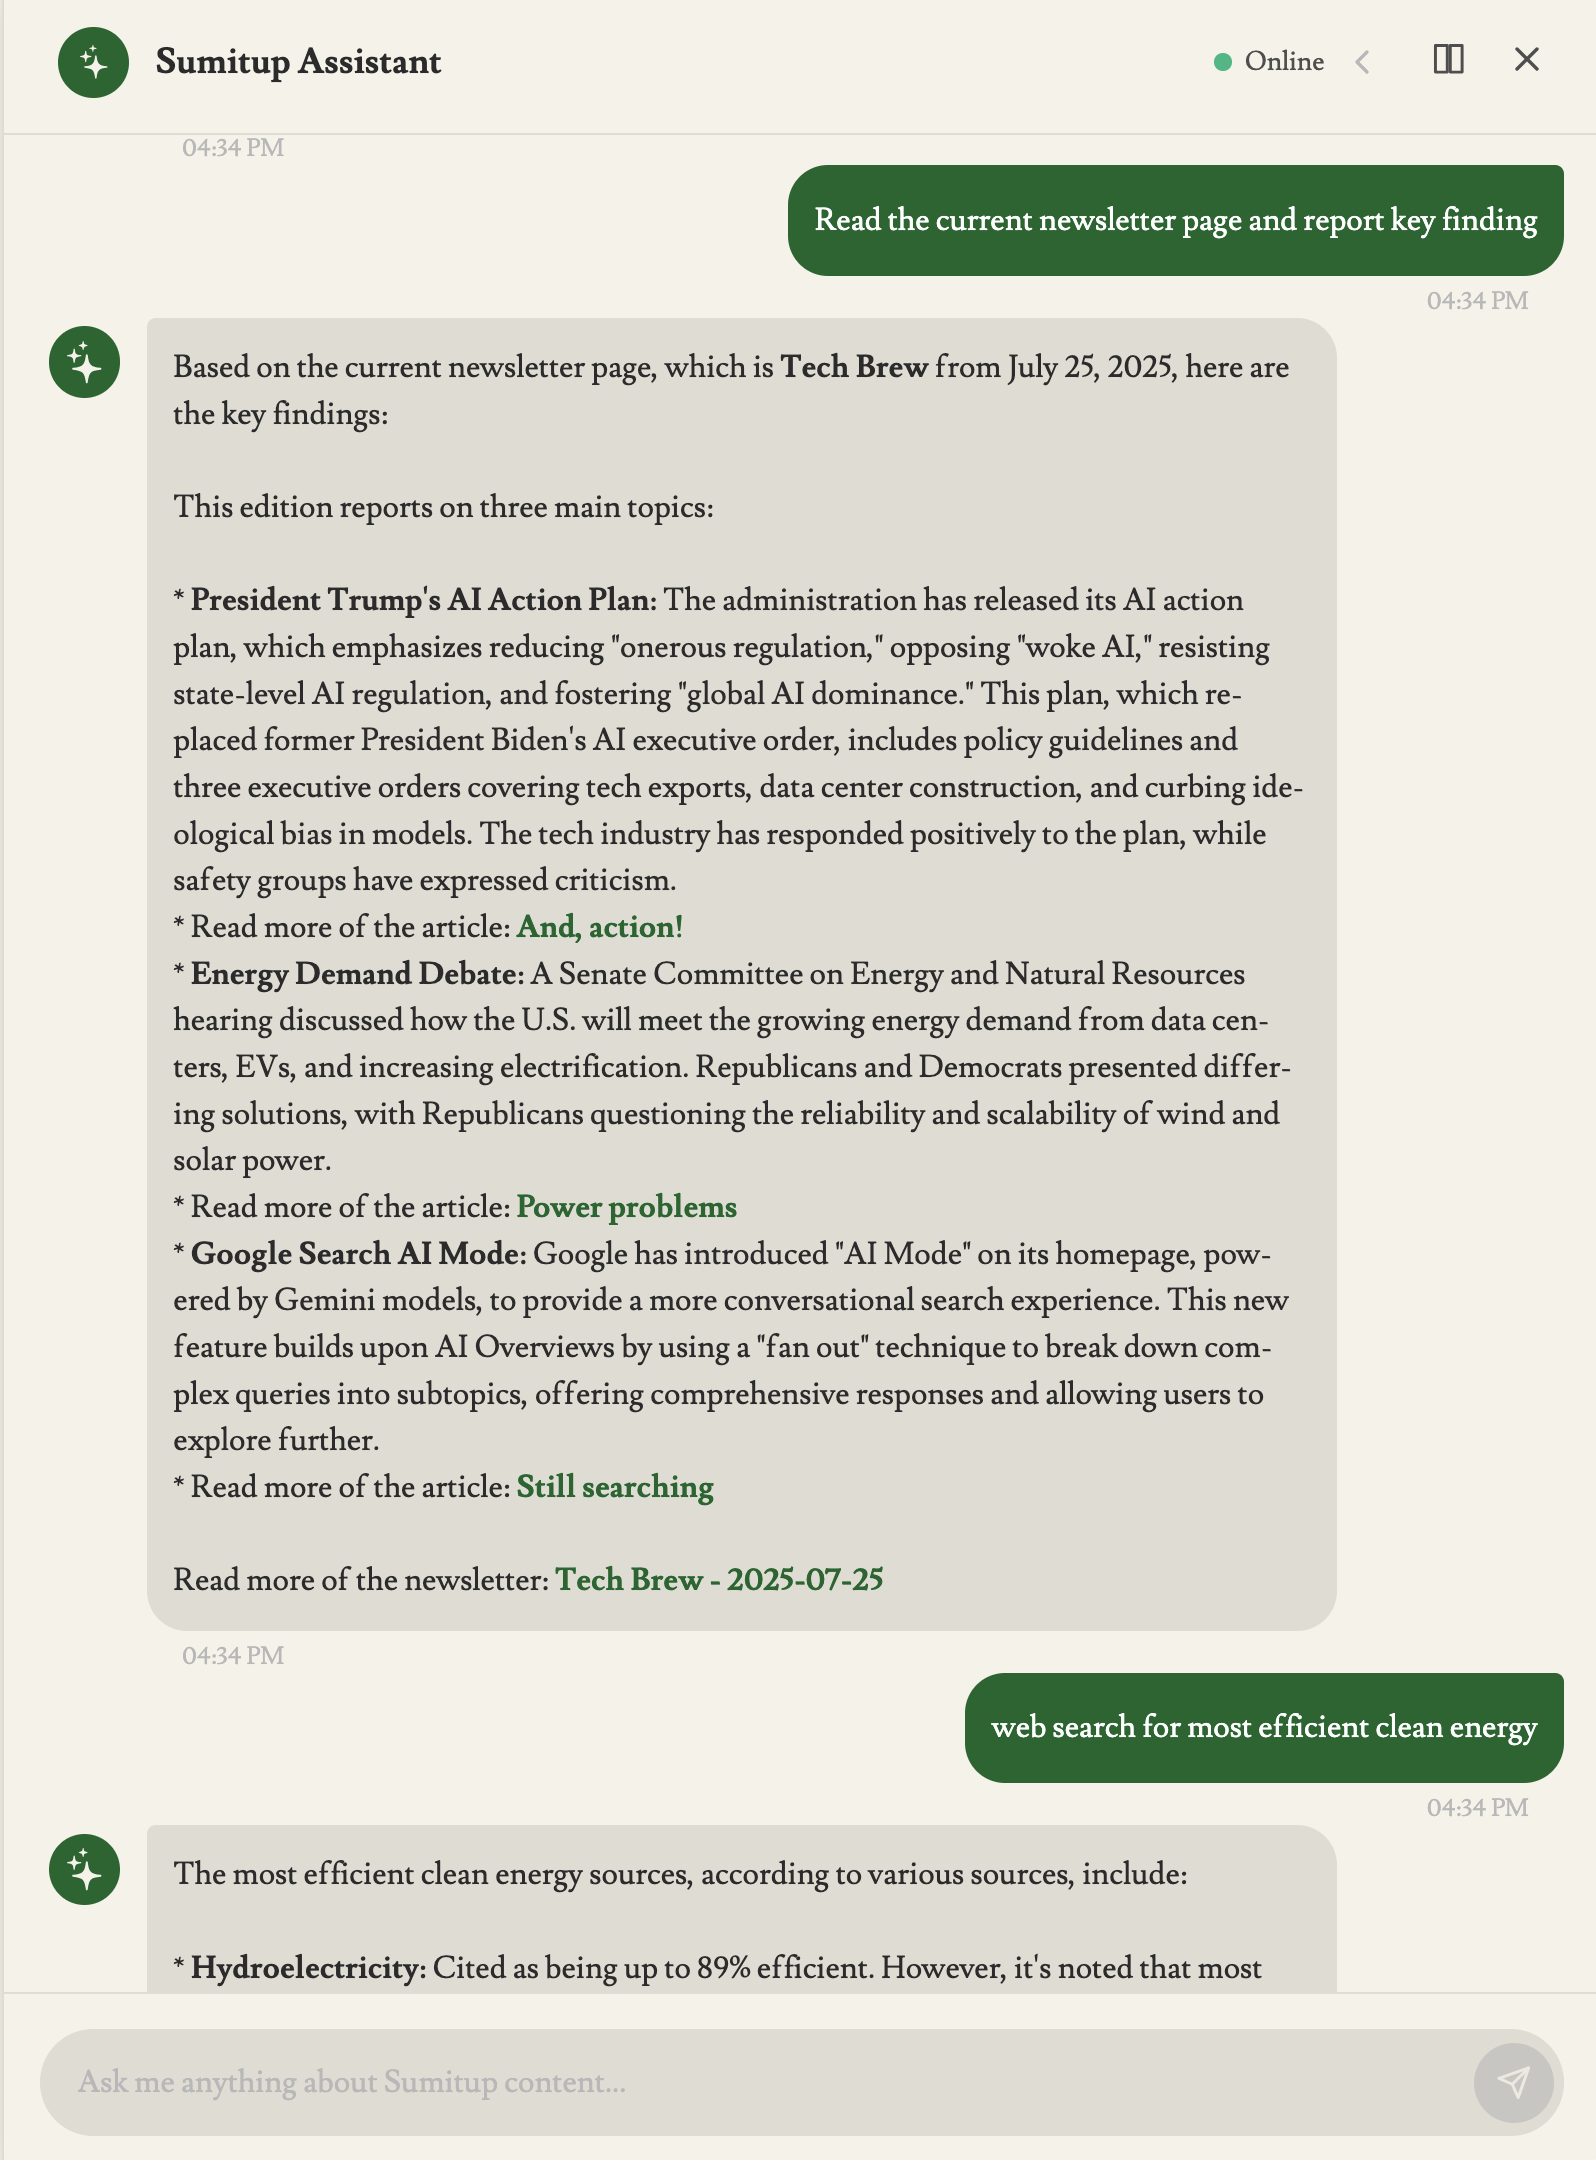 Sumitup Assistant
Online
04:34 PM
Read the current newsletter page and report key finding
04:34 PM
Based on the current newsletter page, which is Tech Brew from July 25, 2025, here are
the key findings:
This edition reports on three main topics:
* President Trump's AI Action Plan: The administration has released its AI action
plan, which emphasizes reducing "onerous regulation," opposing "woke AI," resisting
state-level AI regulation, and fostering "global AI dominance." This plan, which re-
placed former President Biden's AI executive order, includes policy guidelines and
three executive orders covering tech exports, data center construction, and curbing ide-
ological bias in models. The tech industry has responded positively to the plan, while
safety groups have expressed criticism.
* Read more of the article: And, action!
* Energy Demand Debate: A Senate Committee on Energy and Natural Resources
hearing discussed how the U.S. will meet the growing energy demand from data cen-
ters, EVs, and increasing electrification. Republicans and Democrats presented differ-
ing solutions, with Republicans questioning the reliability and scalability of wind and
solar power.
* Read more of the article: Power problems
* Google Search AI Mode: Google has introduced "AI Mode" on its homepage, pow-
ered by Gemini models, to provide a more conversational search experience. This new
feature builds upon AI Overviews by using a "fan out" technique to break down com-
plex queries into subtopics, offering comprehensive responses and allowing users to
explore further.
* Read more of the article: Still searching
Read more of the newsletter: Tech Brew - 2025-07-25
04:34 PM
web search for most efficient clean energy
04:34 PM
The most efficient clean energy sources, according to various sources, include:
* Hydroelectricity: Cited as being up to 89% efficient. However, it's noted that most
Ask me anything about Sumitup content...